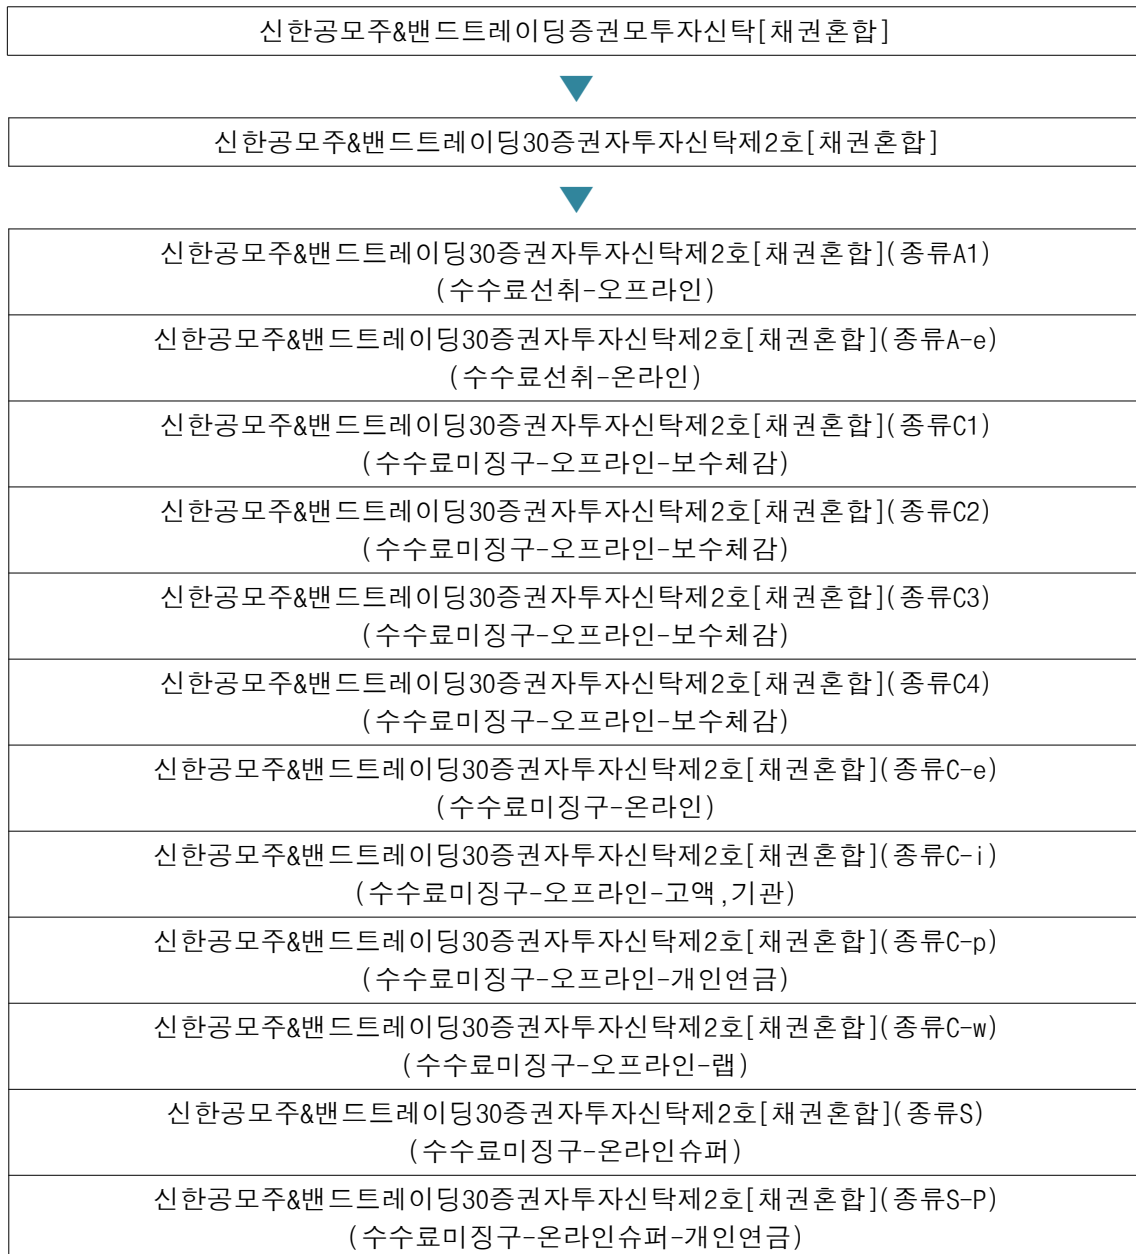 신한공모주&밴드트레이딩증권모투자신탁[채권혼합]
신한공모주&밴드트레이딩30증권자투자신탁제2호[채권혼합]
신한공모주&밴드트레이딩30증권자투자신탁제2호[채권혼합](종류A1)
(수수료선취-오프라인)
신한공모주&밴드트레이딩30증권자투자신탁제2호[채권혼합](종류A-e)
(수수료선취-온라인)
신한공모주&밴드트레이딩30증권자투자신탁제2호[채권혼합](종류C1)
(수수료미징구-오프라인-보수체감)
신한공모주&밴드트레이딩30증권자투자신탁제2호[채권혼합](종류C2)
(수수료미징구-오프라인-보수체감)
신한공모주&밴드트레이딩30증권자투자신탁제2호[채권혼합](종류C3)
(수수료미징구-오프라인-보수체감)
신한공모주&밴드트레이딩30증권자투자신탁제2호[채권혼합](종류C4)
(수수료미징구-오프라인-보수체감)
신한공모주&밴드트레이딩30증권자투자신탁제2호[채권혼합](종류C-e)
(수수료미징구-온라인)
신한공모주&밴드트레이딩30증권자투자신탁제2호[채권혼합](종류C-i)
(수수료미징구-오프라인-고액,기관)
신한공모주&밴드트레이딩30증권자투자신탁제2호[채권혼합](종류C-p)
(수수료미징구-오프라인-개인연금)
신한공모주&밴드트레이딩30증권자투자신탁제2호[채권혼합](종류C-w)
(수수료미징구-오프라인-랩)
신한공모주&밴드트레이딩30증권자투자신탁제2호[채권혼합](종류S)
(수수료미징구-온라인슈퍼)
신한공모주&밴드트레이딩30증권자투자신탁제2호[채권혼합](종류S-P)
(수수료미징구-온라인슈퍼-개인연금)